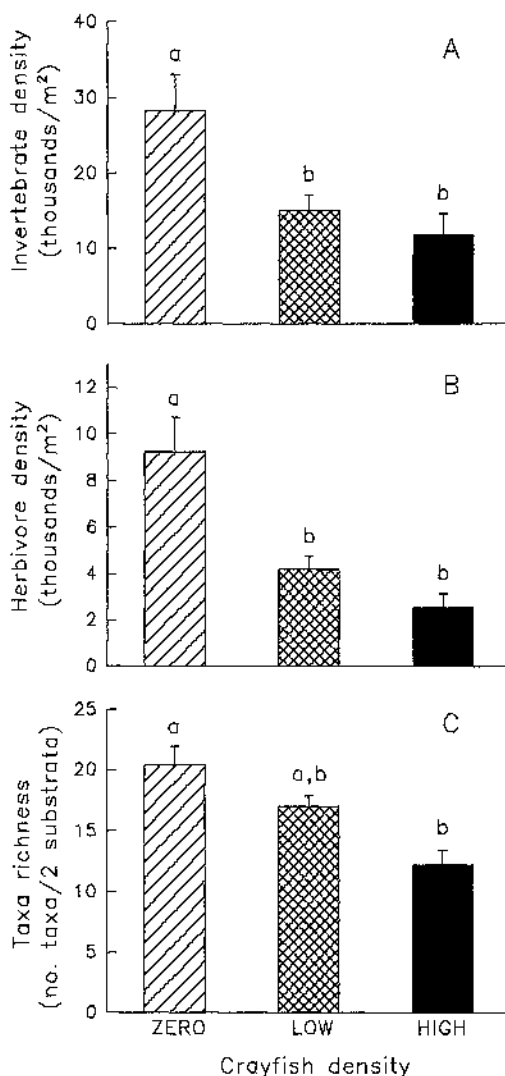 A
Invertebrate density
(thousands/m²)
40
30
20
10
0
a
b
b
B
Herbivore density
(thousands/m²)
12
10
8
6
4
2
0
a
b
b
C
Taxa richness
(no. taxa/2 substrata)
25
20
15
10
5
0
a
a,b
b
ZERO LOW HIGH
Crayfish density